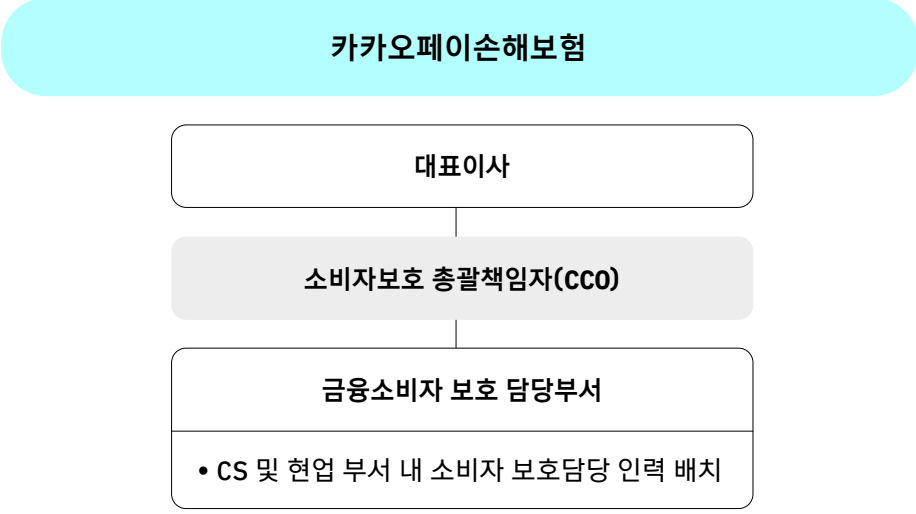 카카오페이손해보험
대표이사
소비자보호 총괄책임자(CCO)
금융소비자 보호 담당부서
• CS 및 현업 부서 내 소비자 보호담당 인력 배치